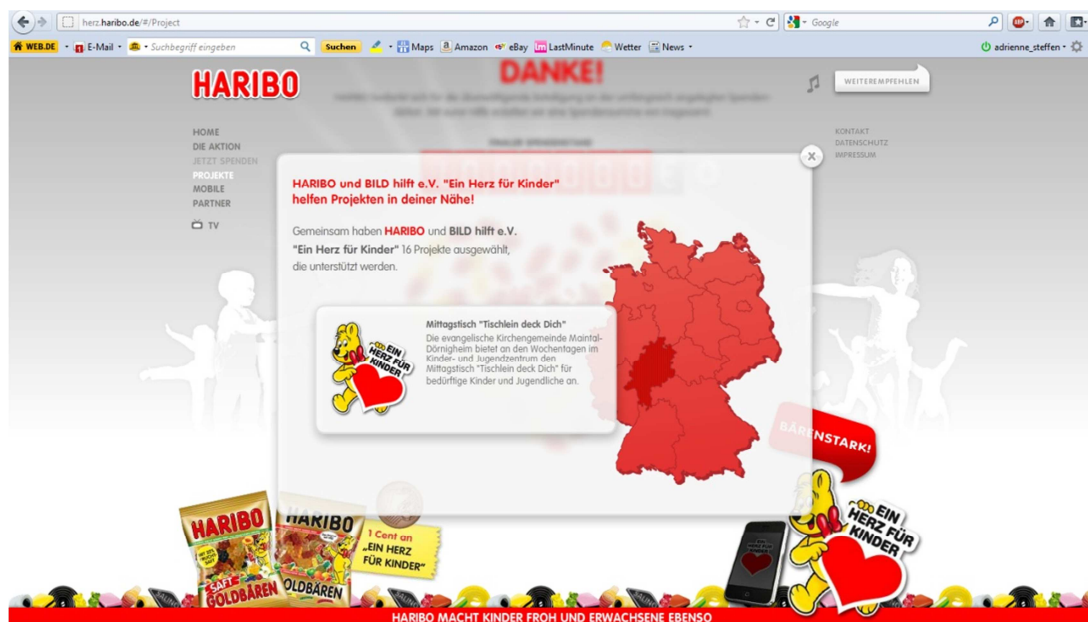 herz.haribo.de/#/Project
Google
WEB.DE E-Mail Suchbegriff eingeben Suchen Maps Amazon eBay LastMinute Wetter News adrienne_steffen
HARIBO
DANKE!
WEITEREMPFEHLEN
HOME
DIE AKTION
JETZT SPENDEN
PROJEKTE
MOBILE
PARTNER
TV
KONTAKT
DATENSCHUTZ
IMPRESSUM
HARIBO und BILD hilft e.V. "Ein Herz für Kinder"
helfen Projekten in deiner Nähe!
Gemeinsam haben HARIBO und BILD hilft e.V.
"Ein Herz für Kinder" 16 Projekte ausgewählt,
die unterstützt werden.
EIN
HERZ FÜR
KINDER
Mittagstisch "Tischlein deck Dich"
Die evangelische Kirchengemeinde Maintal-
Dörnigheim bietet an den Wochentagen im
Kinder- und Jugendzentrum den
Mittagstisch "Tischlein deck Dich" für
bedürftige Kinder und Jugendliche an.
BÄRENSTARK!
HARIBO
SAFT
GOLDBÄREN
HARIBO
GOLDBÄREN
1 Cent an
„EIN HERZ
FÜR KINDER"
EIN
HERZ FÜR
KINDER
HARIBO MACHT KINDER FROH UND ERWACHSENE EBENSO